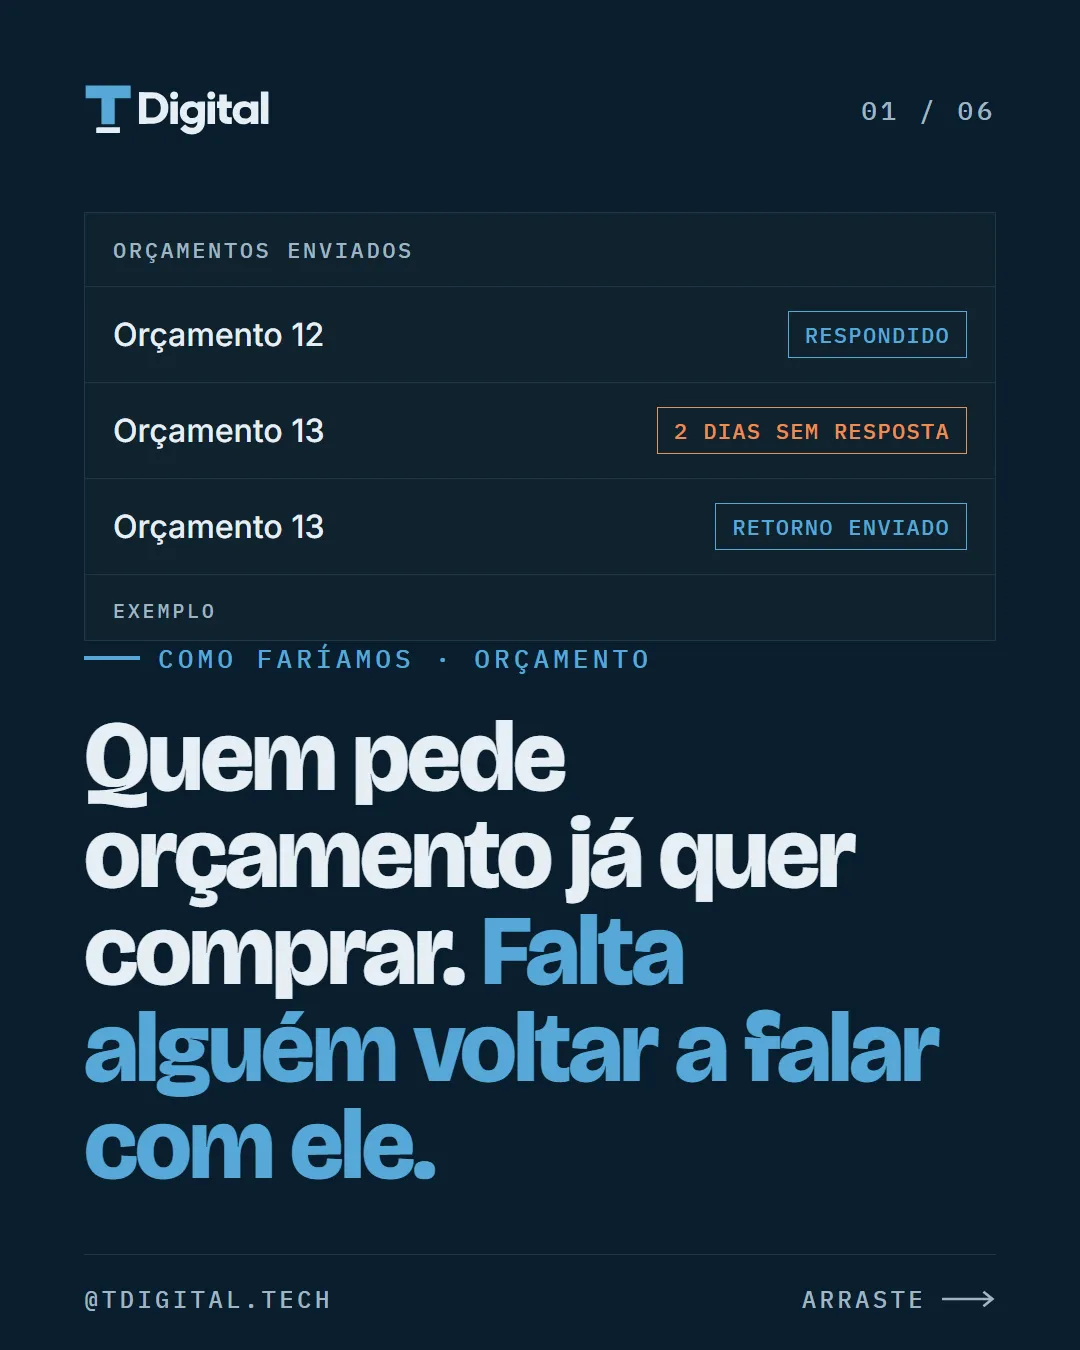 T Digital
01 / 06
ORÇAMENTOS ENVIADOS
Orçamento 12
RESPONDIDO
Orçamento 13
2 DIAS SEM RESPOSTA
Orçamento 13
RETORNO ENVIADO
EXEMPLO
COMO FARÍAMOS · ORÇAMENTO
Quem pede
orçamento já quer
comprar. Falta
alguém voltar a falar
com ele.
@TDIGITAL.TECH
ARRASTE →